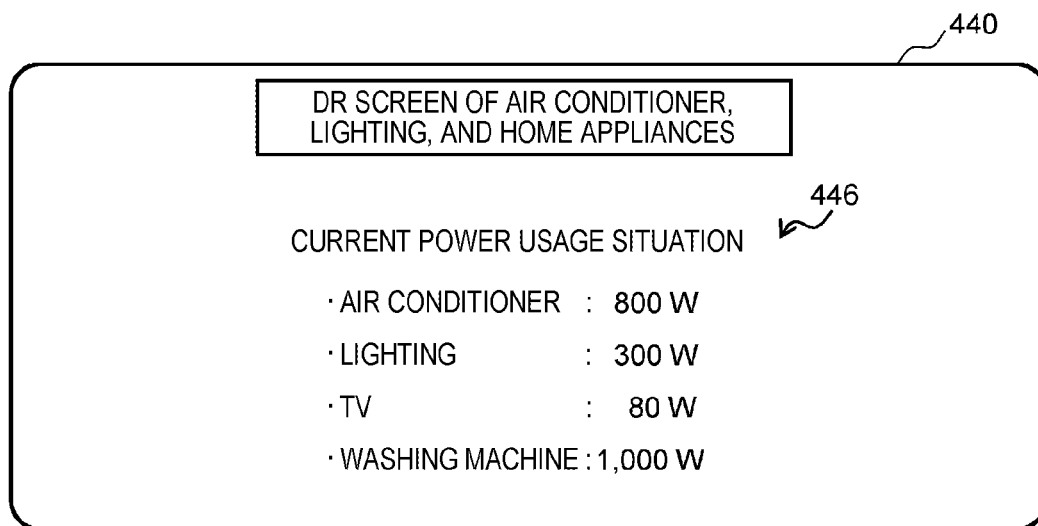 440
DR SCREEN OF AIR CONDITIONER,
LIGHTING, AND HOME APPLIANCES
446
CURRENT POWER USAGE SITUATION
· AIR CONDITIONER : 800 W
· LIGHTING : 300 W
· TV : 80 W
· WASHING MACHINE : 1,000 W